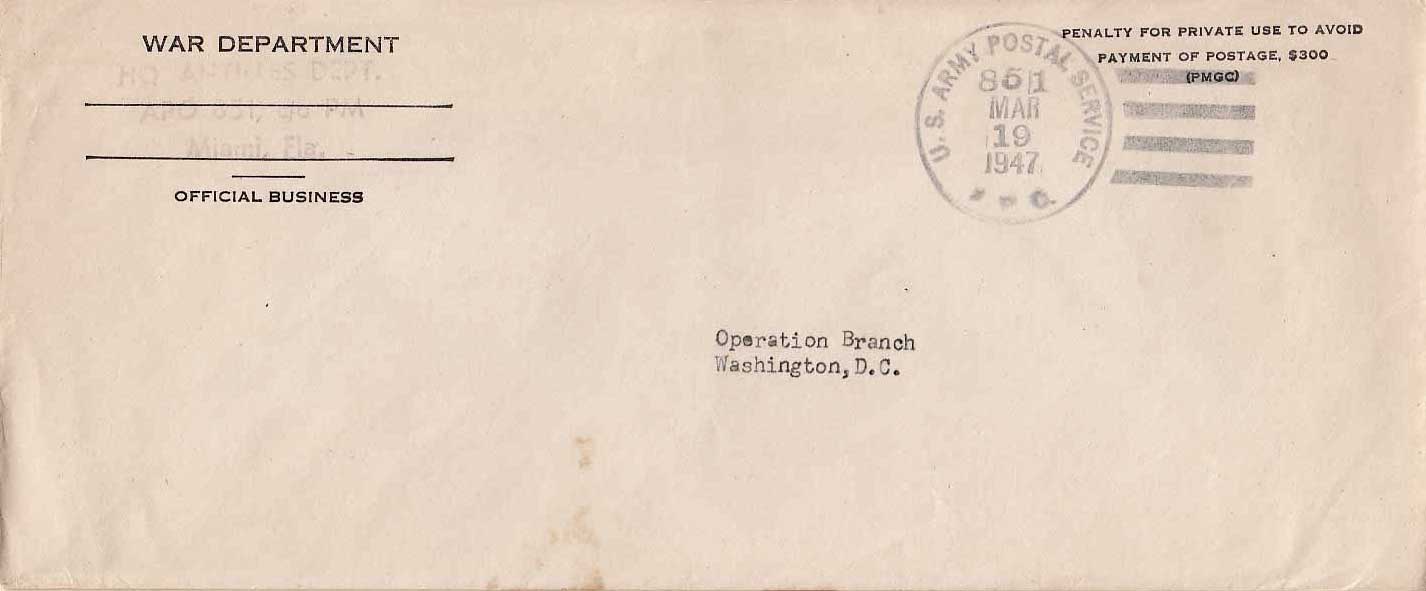 WAR DEPARTMENT
HQ ANTILLES DEPT.
APO 851, PM
Miami, Fla.
OFFICIAL BUSINESS
U.S. ARMY POSTAL SERVICE
851
MAR
19
1947
PENALTY FOR PRIVATE USE TO AVOID
PAYMENT OF POSTAGE, $300
(PMGC)
Operation Branch
Washington, D.C.